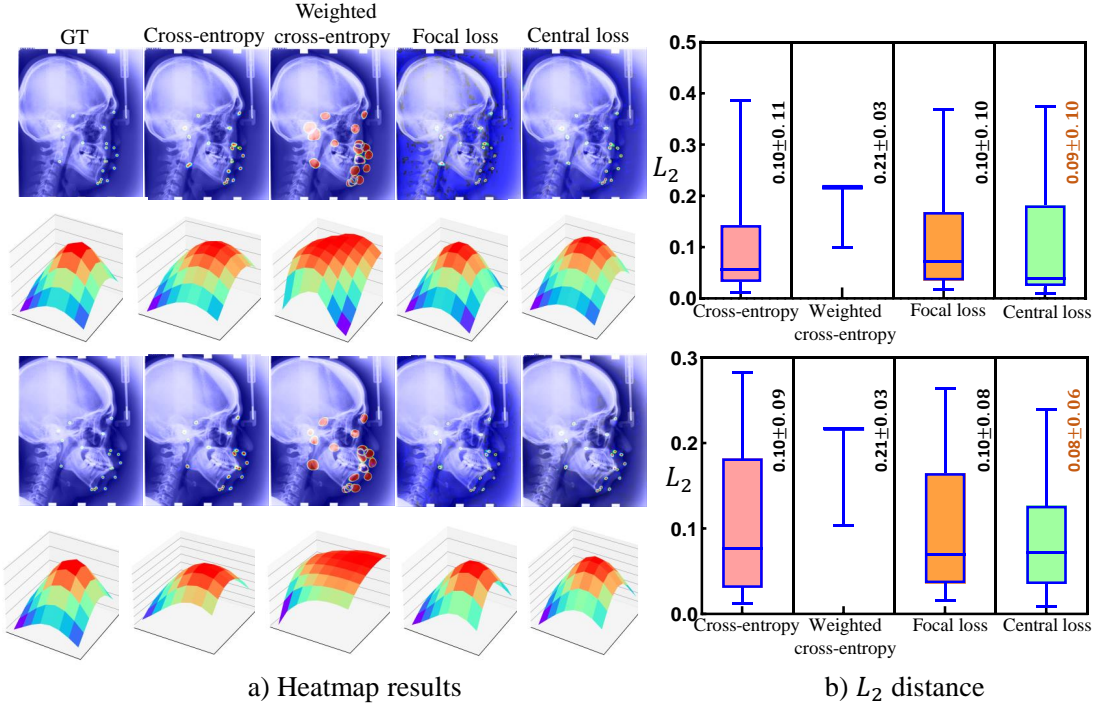 GT
Cross-entropy
Weighted
cross-entropy
Focal loss
Central loss
0.5
0.4
0.3
L₂
0.2
0.1
0.0
0.10±0.11
0.21±0.03
0.10±0.10
0.09±0.10
Cross-entropy
Weighted
cross-entropy
Focal loss
Central loss
0.3
0.2
L₂
0.1
0.0
0.10±0.09
0.21±0.03
0.10±0.08
0.08±0.06
Cross-entropy
Weighted
cross-entropy
Focal loss
Central loss
a) Heatmap results
b) L₂ distance